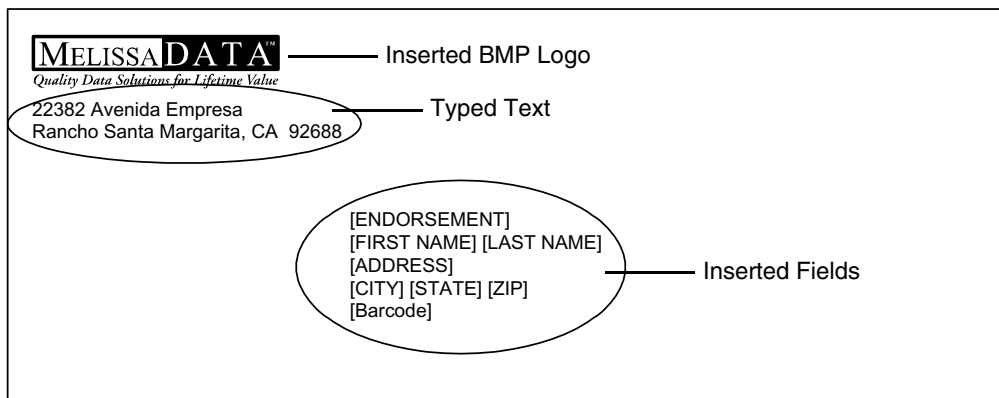 MELISSA DATA™
Inserted BMP Logo
Quality Data Solutions for Lifetime Value
22382 Avenida Empresa
Rancho Santa Margarita, CA  92688
Typed Text
[ENDORSEMENT]
[FIRST NAME] [LAST NAME]
[ADDRESS]
[CITY] [STATE] [ZIP]
[Barcode]
Inserted Fields